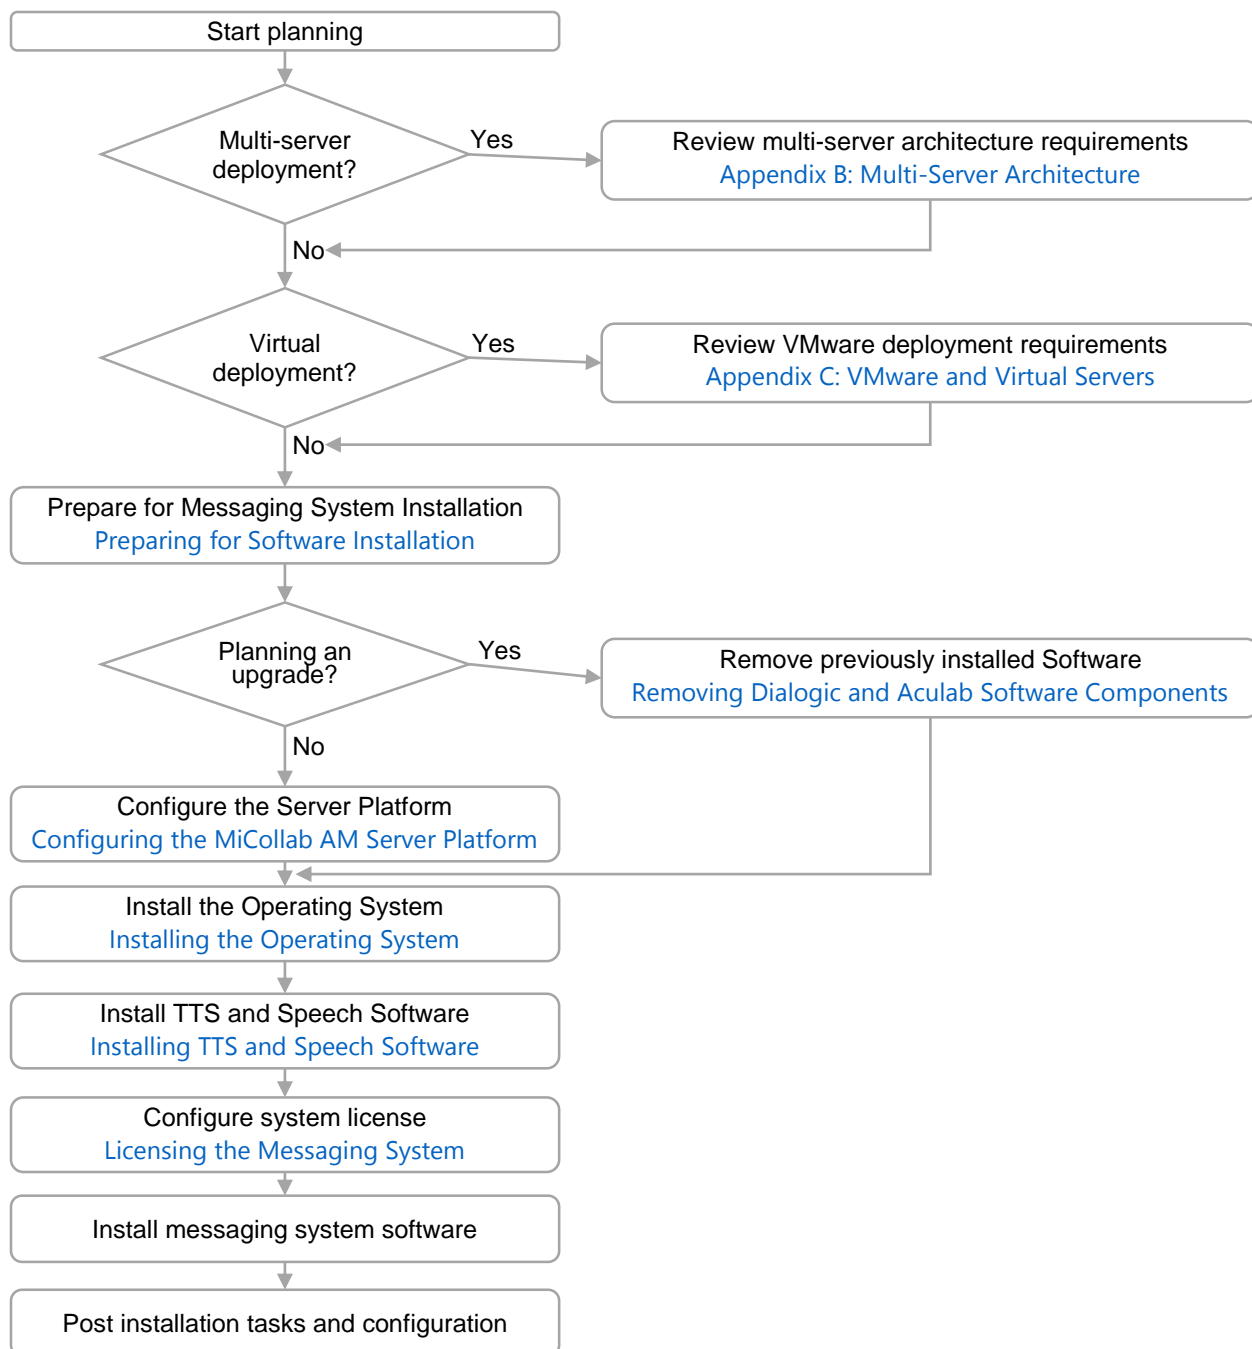 Start planning
Multi-server
deployment?
Yes
Review multi-server architecture requirements
Appendix B: Multi-Server Architecture
No
Virtual
deployment?
Yes
Review VMware deployment requirements
Appendix C: VMware and Virtual Servers
No
Prepare for Messaging System Installation
Preparing for Software Installation
Planning an
upgrade?
Yes
Remove previously installed Software
Removing Dialogic and Aculab Software Components
No
Configure the Server Platform
Configuring the MiCollab AM Server Platform
Install the Operating System
Installing the Operating System
Install TTS and Speech Software
Installing TTS and Speech Software
Configure system license
Licensing the Messaging System
Install messaging system software
Post installation tasks and configuration